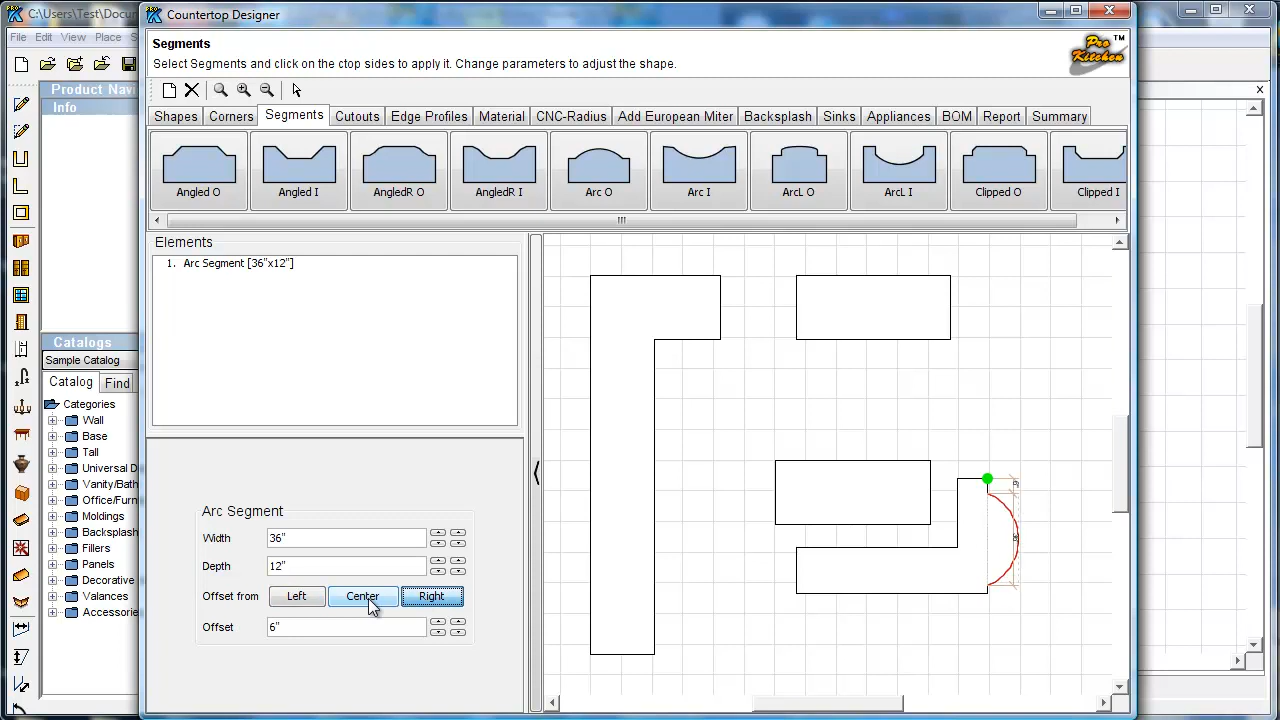 C:\Users\Test\Docum
Countertop Designer
File Edit View Place S
Segments
Select Segments and click on the ctop side to apply it. Change parameters to adjust the shape.
Pro
Kitchen™
Product Navi
Info
Shapes Corners Segments Cutouts Edge Profiles Material CNC-Radius Add European Miter Backsplash Sinks Appliances BOM Report Summary
Angled O Angled I AngledR O AngledR I Arc O Arc I ArcL O ArcL I Clipped O Clipped I
Elements
1. Arc Segment [36"x12"]
Catalogs
Sample Catalog
Catalog Find
Categories
Wall
Base
Tall
Universal D
Vanity/Bath
Office/Furn
Moldings
Backsplash
Fillers
Panels
Decorative
Valances
Accessorie
Arc Segment
Width 36"
Depth 12"
Offset from Left Center Right
Offset 6"